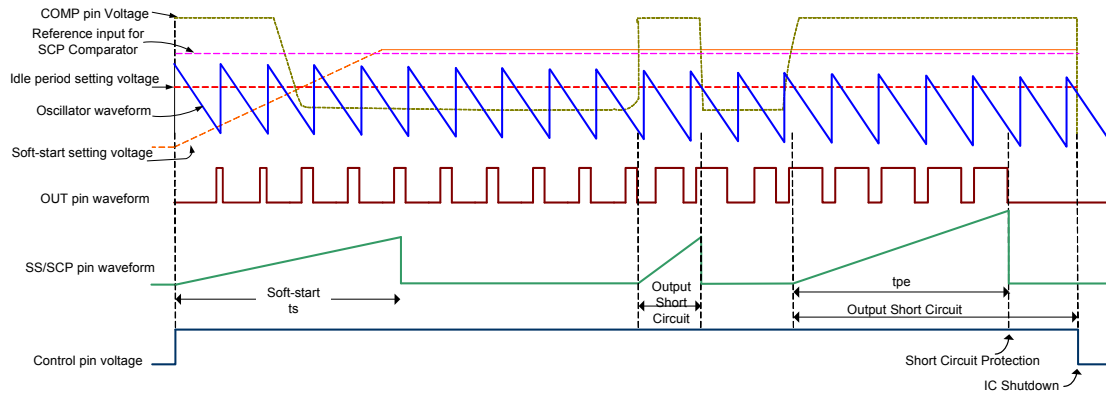 COMP pin Voltage
Reference input for
SCP Comparator
Idle period setting voltage
Oscillator waveform
Soft-start setting voltage
OUT pin waveform
SS/SCP pin waveform
Soft-start
ts
Output
Short
Circuit
tpe
Output Short Circuit
Control pin voltage
Short Circuit Protection
IC Shutdown